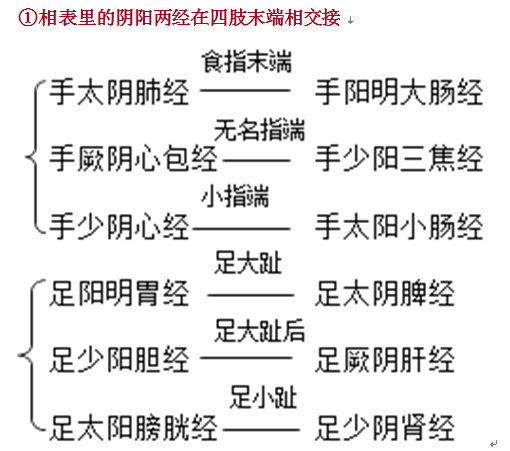 ①相表里的阴阳两经在四肢末端相交接
食指末端
手太阴肺经 手阳明大肠经
无名指端
手厥阴心包经 手少阳三焦经
小指端
手少阴心经 手太阳小肠经
足大趾
足阳明胃经 足太阴脾经
足大趾后
足少阳胆经 足厥阴肝经
足小趾
足太阳膀胱经 足少阴肾经